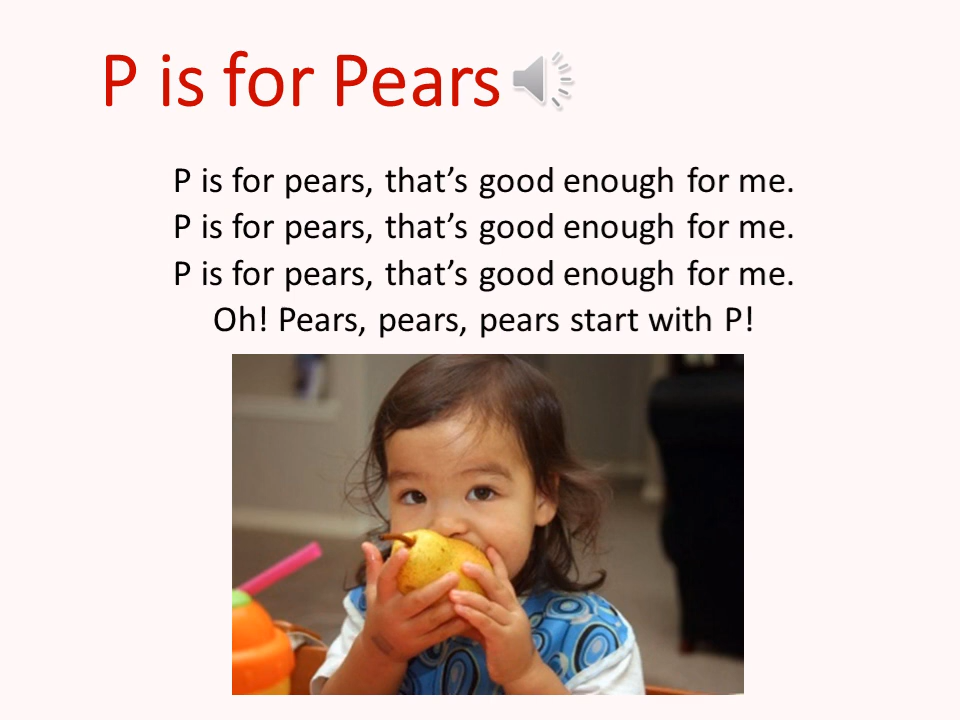 P is for Pears
P is for pears, that’s good enough for me.
P is for pears, that’s good enough for me.
P is for pears, that’s good enough for me.
Oh! Pears, pears, pears start with P!